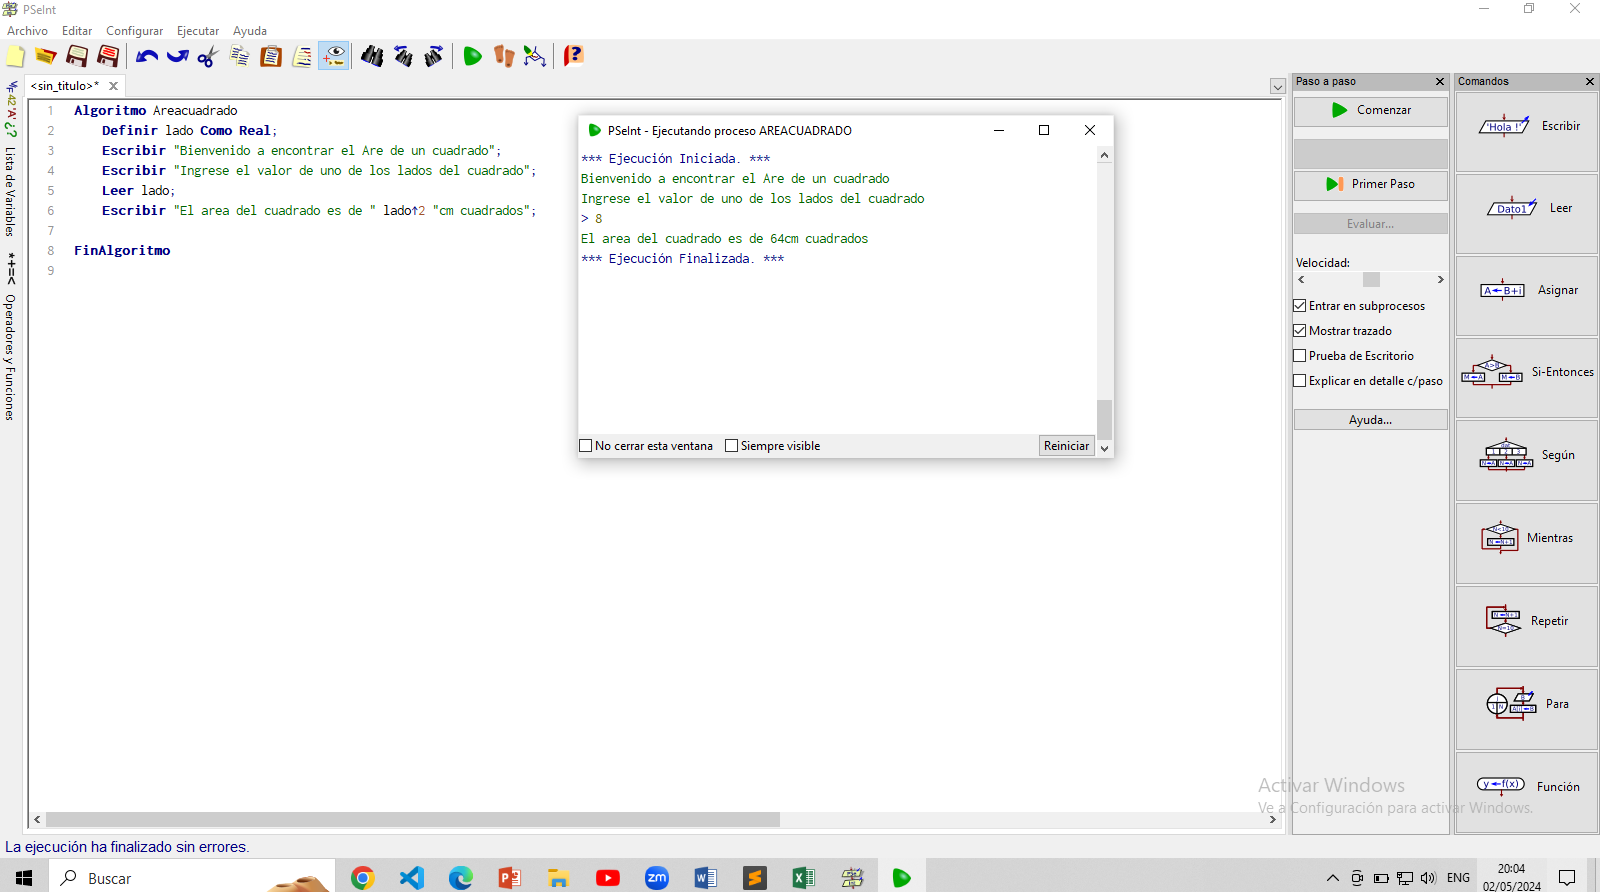 PSeInt
Archivo Editar Configurar Ejecutar Ayuda
<sin_titulo>*
Lista de Variables
*+=<
Operadores y Funciones
1 Algoritmo Areacuadrado
2 Definir lado Como Real;
3 Escribir "Bienvenido a encontrar el Are de un cuadrado";
4 Escribir "Ingrese el valor de uno de los lados del cuadrado";
5 Leer lado;
6 Escribir "El area del cuadrado es de " lado↑2 "cm cuadrados";
7
8 FinAlgoritmo
9
PSeInt - Ejecutando proceso AREACUADRADO
*** Ejecución Iniciada. ***
Bienvenido a encontrar el Are de un cuadrado
Ingrese el valor de uno de los lados del cuadrado
> 8
El area del cuadrado es de 64cm cuadrados
*** Ejecución Finalizada. ***
No cerrar esta ventana Siempre visible Reiniciar
Paso a paso
Comenzar
Primer Paso
Evaluar...
Velocidad:
Entrar en subprocesos
Mostrar trazado
Prueba de Escritorio
Explicar en detalle c/paso
Ayuda...
Comandos
'Hola !' Escribir
Dato1 Leer
A←B+i Asignar
A>B M←A M←B Si-Entonces
Según
Mientras
Repetir
Para
y←f(x) Función
Activar Windows
Ve a Configuración para activar Windows.
La ejecución ha finalizado sin errores.
Buscar
zm
ENG
20:04
02/05/2024